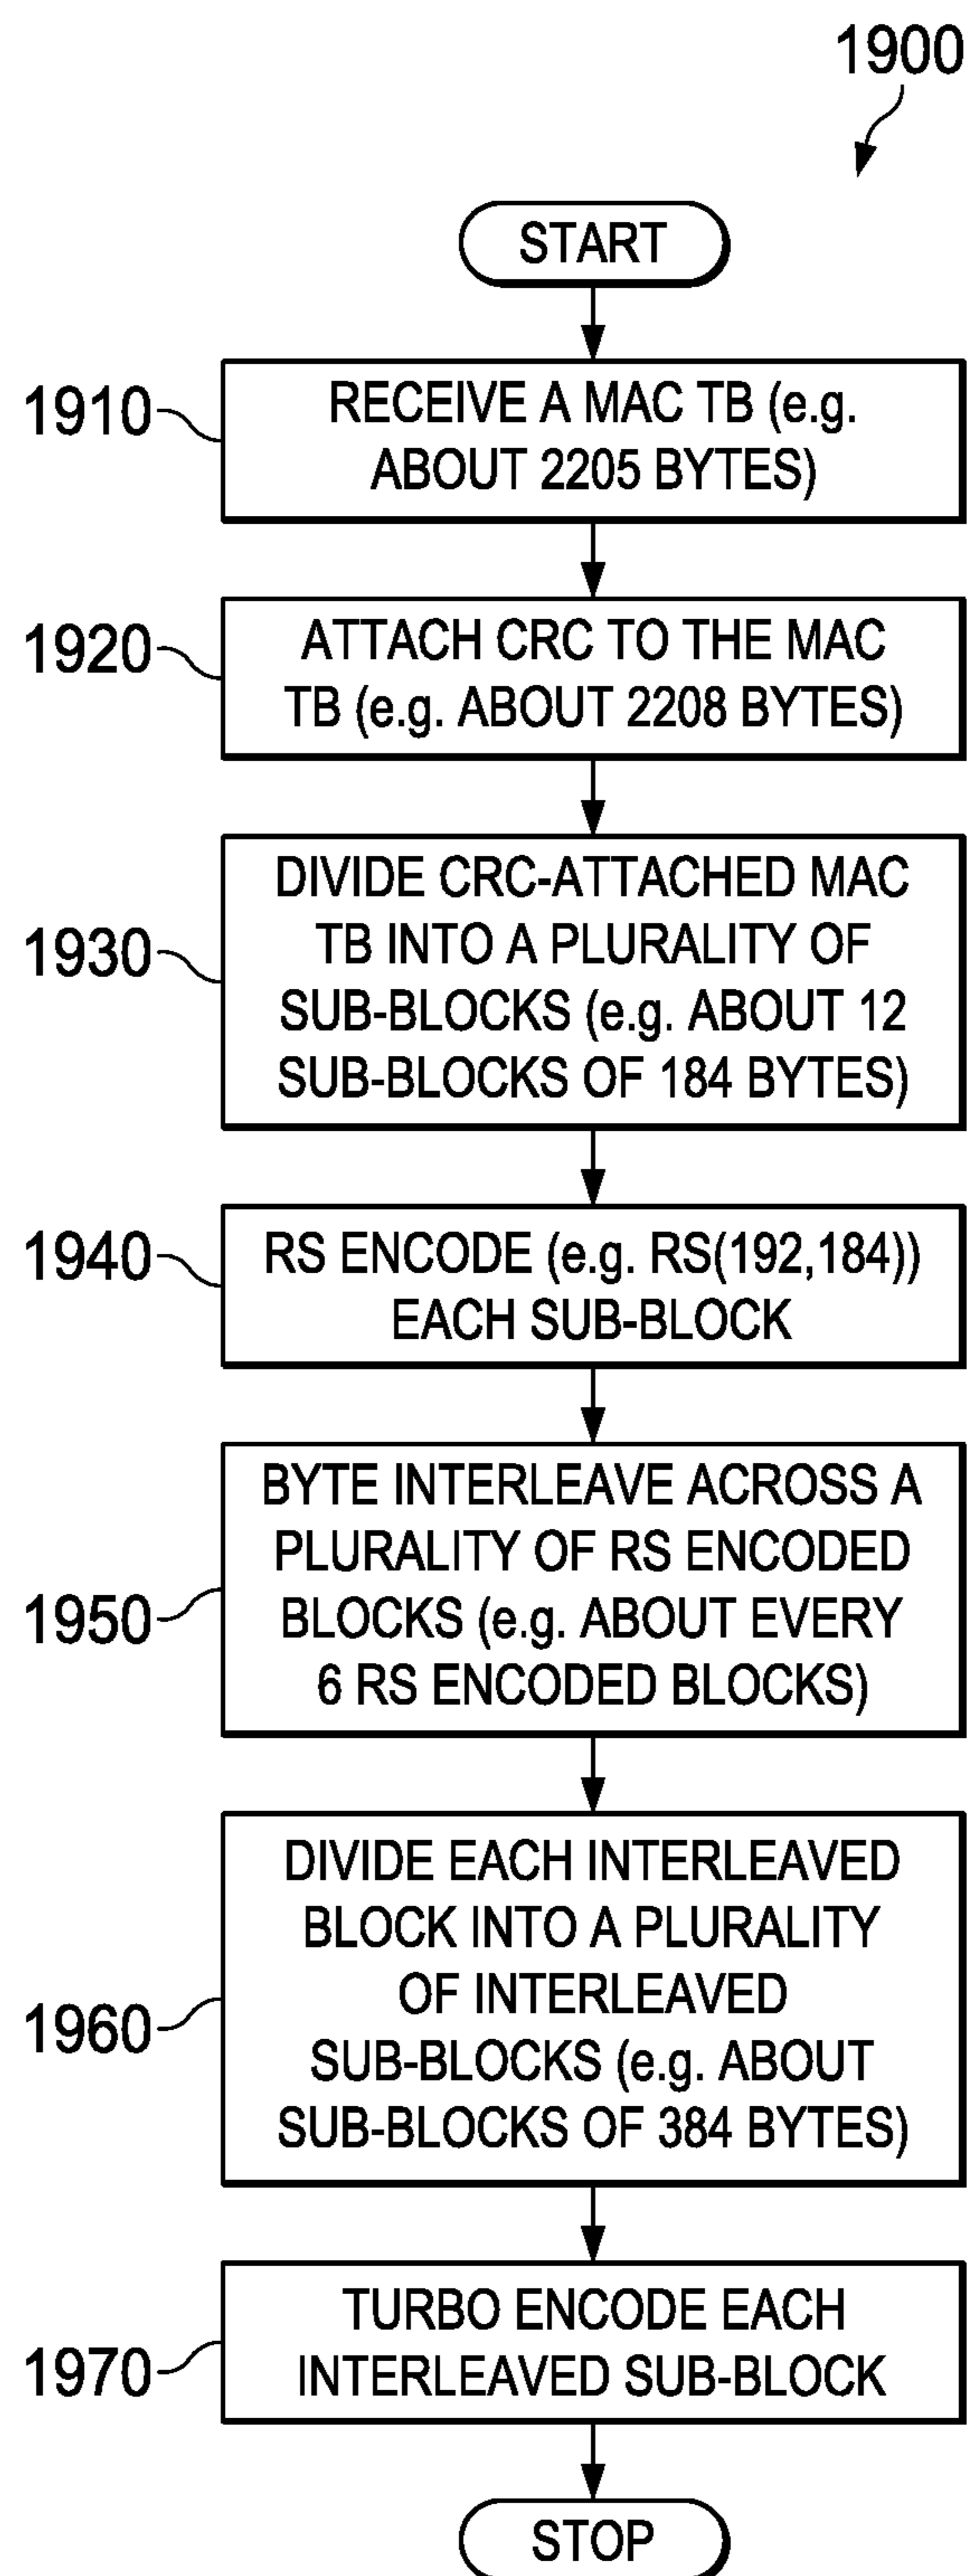 1900
START
1910
RECEIVE A MAC TB (e.g.
ABOUT 2205 BYTES)
1920
ATTACH CRC TO THE MAC
TB (e.g. ABOUT 2208 BYTES)
1930
DIVIDE CRC-ATTACHED MAC
TB INTO A PLURALITY OF
SUB-BLOCKS (e.g. ABOUT 12
SUB-BLOCKS OF 184 BYTES)
1940
RS ENCODE (e.g. RS(192,184))
EACH SUB-BLOCK
1950
BYTE INTERLEAVE ACROSS A
PLURALITY OF RS ENCODED
BLOCKS (e.g. ABOUT EVERY
6 RS ENCODED BLOCKS)
1960
DIVIDE EACH INTERLEAVED
BLOCK INTO A PLURALITY
OF INTERLEAVED
SUB-BLOCKS (e.g. ABOUT
SUB-BLOCKS OF 384 BYTES)
1970
TURBO ENCODE EACH
INTERLEAVED SUB-BLOCK
STOP